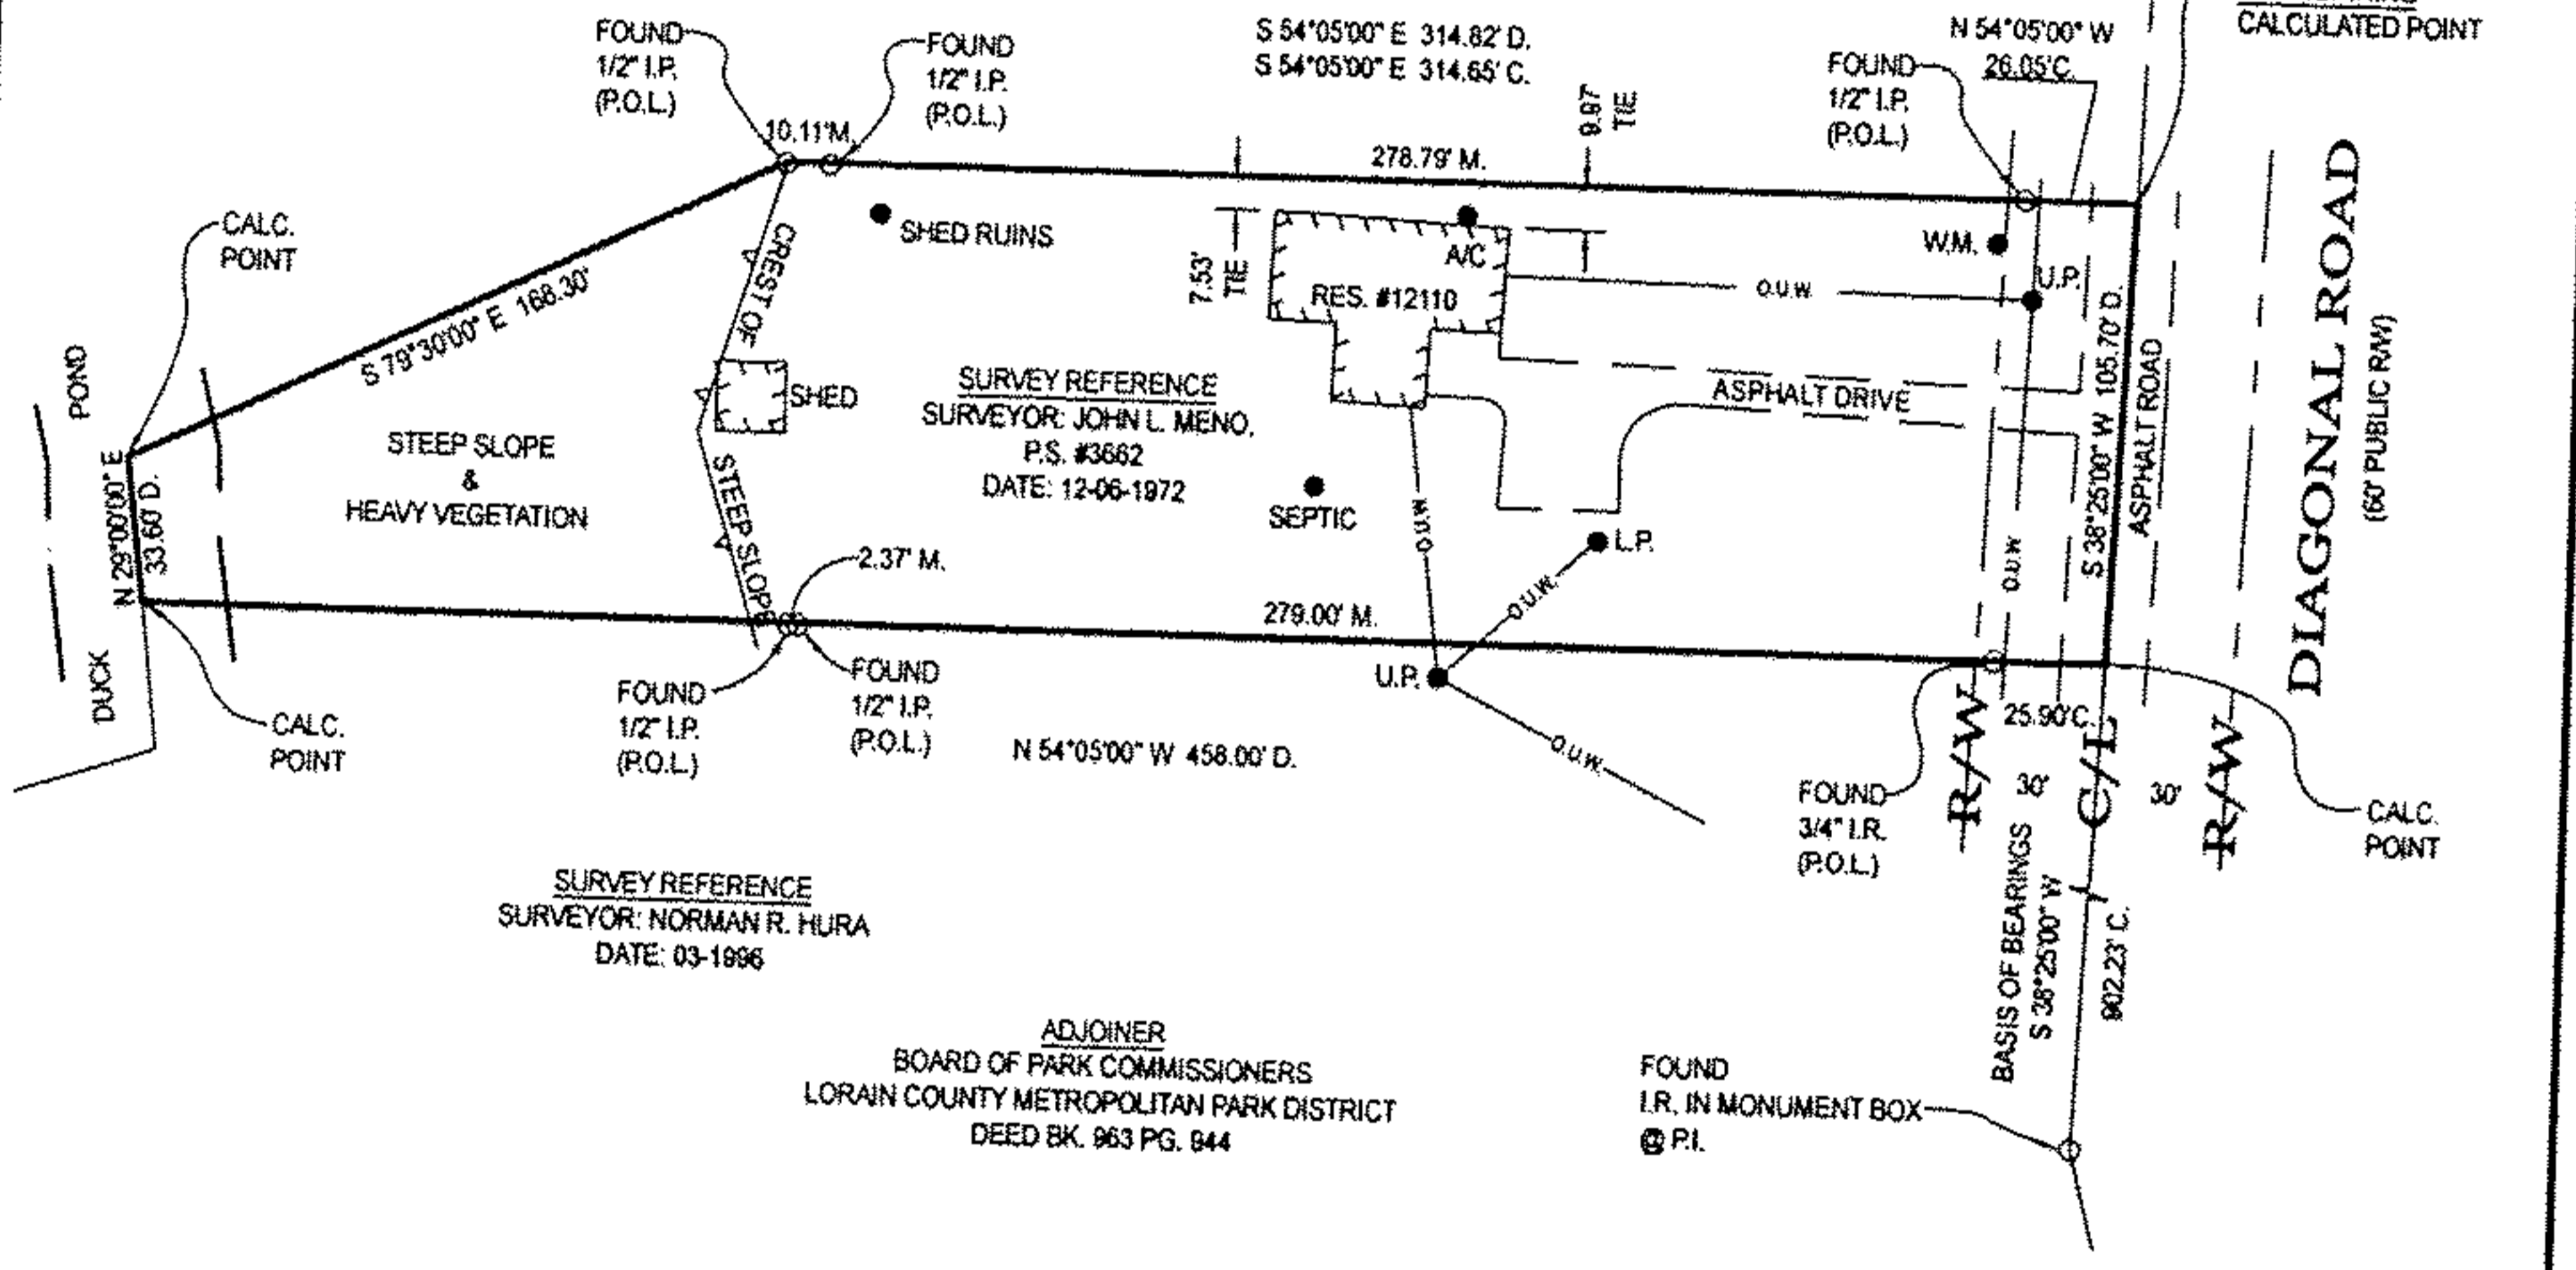 FOUND
1/2" I.P.
(P.O.L.)
FOUND
1/2" I.P.
(P.O.L.)
10.11'M.
S 54°05'00" E 314.82' D.
S 54°05'00" E 314.65' C.
278.79' M.
9.97
TIE
FOUND
1/2" I.P.
(P.O.L.)
N 54°05'00" W
26.05'C.
CALCULATED POINT
CALC.
POINT
S 79°30'00" E 168.30'
CREST OF
STEEP SLOPE
SHED RUINS
SHED
7.53'
TIE
A/C
RES. #12110
W.M.
U.P.
O.U.W.
O.U.W.
O.U.W.
O.U.W.
O.U.W.
ASPHALT DRIVE
S 38°25'00" W 105.70' D.
ASPHALT ROAD
DIAGONAL ROAD
(60' PUBLIC R/W)
POND
DUCK
N 29°00'00" E
33.60' D.
STEEP SLOPE
&
HEAVY VEGETATION
SURVEY REFERENCE
SURVEYOR: JOHN L. MENO,
P.S. #3662
DATE: 12-06-1972
SEPTIC
L.P.
2.37' M.
279.00' M.
U.P.
CALC.
POINT
FOUND
1/2" I.P.
(P.O.L.)
FOUND
1/2" I.P.
(P.O.L.)
N 54°05'00" W 458.00' D.
FOUND
3/4" I.R.
(P.O.L.)
R/W
25.90'C.
30'
C/L
30'
R/W
CALC.
POINT
SURVEY REFERENCE
SURVEYOR: NORMAN R. HURA
DATE: 03-1996
BASIS OF BEARINGS
S 38°25'00" W
902.23' C.
ADJOINER
BOARD OF PARK COMMISSIONERS
LORAIN COUNTY METROPOLITAN PARK DISTRICT
DEED BK. 963 PG. 944
FOUND
I.R. IN MONUMENT BOX
@ P.I.